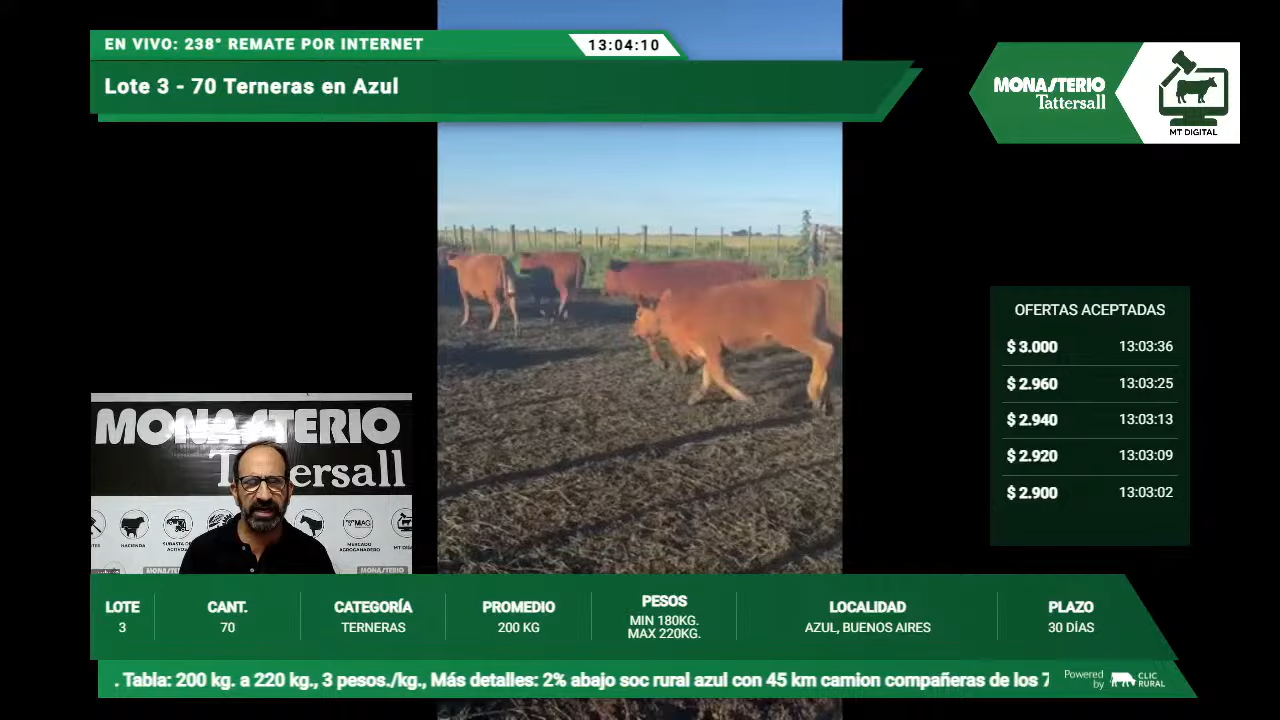 EN VIVO: 238° REMATE POR INTERNET
13:04:10
Lote 3 - 70 Terneras en Azul
MONASTERIO
Tattersall
MT DIGITAL
OFERTAS ACEPTADAS
$ 3.000 13:03:36
$ 2.960 13:03:25
$ 2.940 13:03:13
$ 2.920 13:03:09
$ 2.900 13:03:02
MONASTERIO
Tattersall
HACIENDA
MERCADO
AGROGANADERO
LOTE
3
CANT.
70
CATEGORÍA
TERNERAS
PROMEDIO
200 KG
PESOS
MIN 180KG.
MAX 220KG.
LOCALIDAD
AZUL, BUENOS AIRES
PLAZO
30 DÍAS
. Tabla: 200 kg. a 220 kg., 3 pesos./kg., Más detalles: 2% abajo soc rural azul con 45 km camion compañeras de los 7
Powered
by
CLIC
RURAL